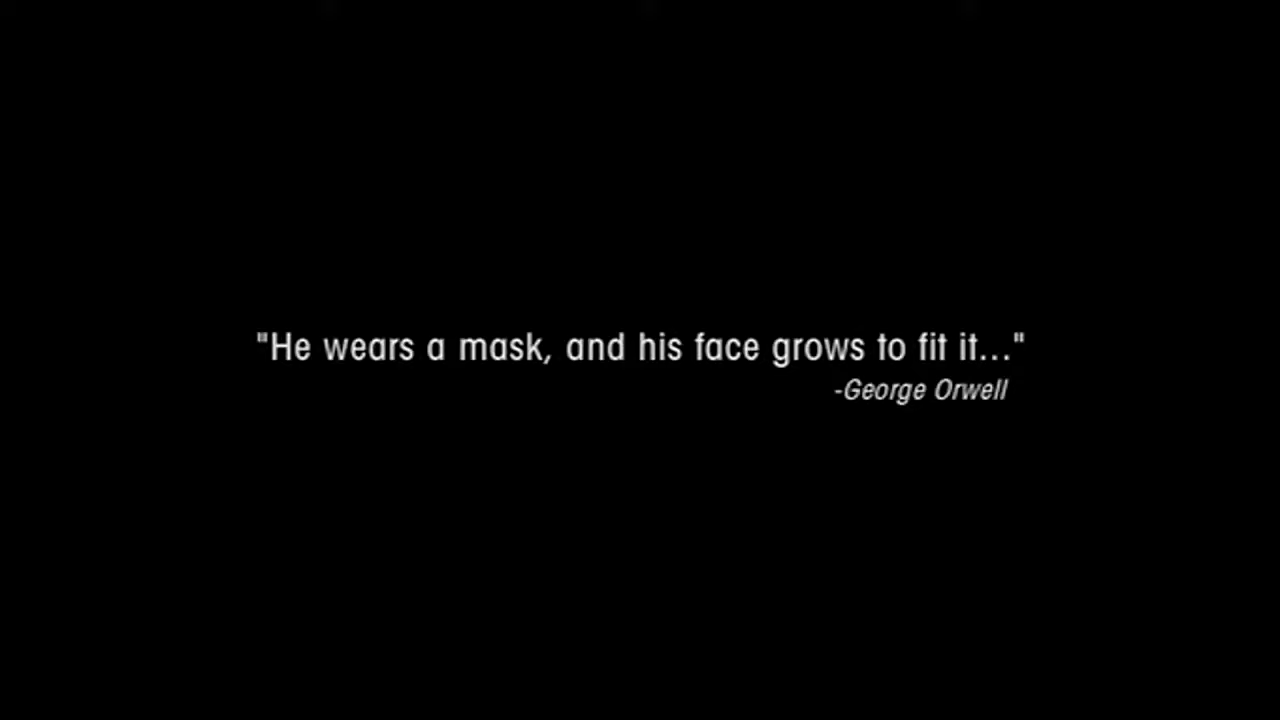 "He wears a mask, and his face grows to fit it..."
-George Orwell